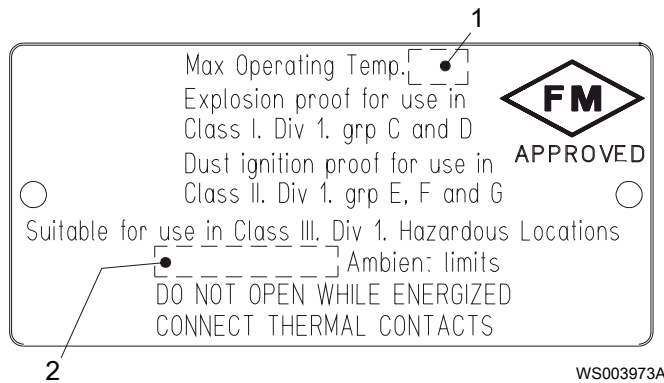 1
Max Operating Temp.
Explosion proof for use in
Class I. Div 1. grp C and D
Dust ignition proof for use in
Class II. Div 1. grp E, F and G
FM
APPROVED
Suitable for use in Class III. Div 1. Hazardous Locations
Ambient limits
DO NOT OPEN WHILE ENERGIZED
CONNECT THERMAL CONTACTS
2
WS003973A